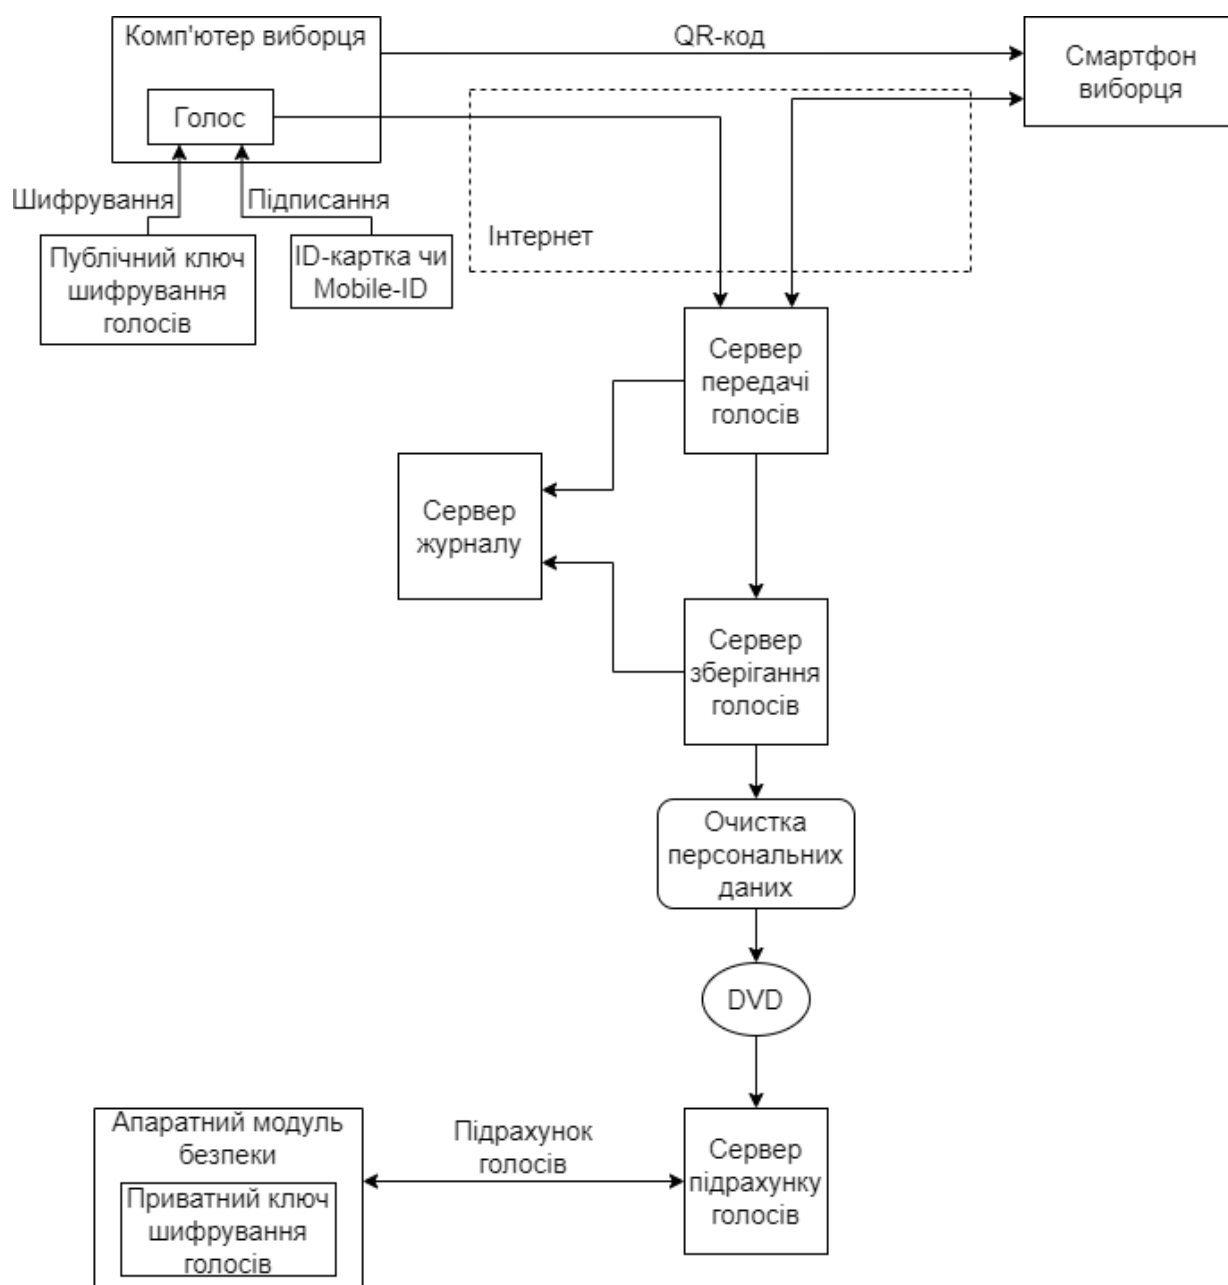 Комп'ютер виборця
QR-код
Смартфон
виборця
Голос
Шифрування
Підписання
Інтернет
Публічний ключ
шифрування
голосів
ID-картка чи
Mobile-ID
Сервер
передачі
голосів
Сервер
журналу
Сервер
зберігання
голосів
Очистка
персональних
даних
DVD
Апаратний модуль
безпеки
Приватний ключ
шифрування
голосів
Підрахунок
голосів
Сервер
підрахунку
голосів